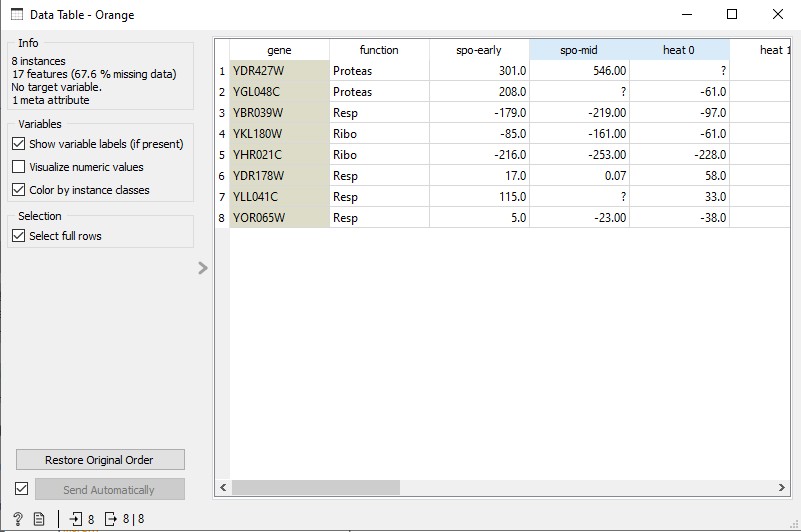 Data Table - Orange
Info
8 instances
17 features (67.6 % missing data)
No target variable.
1 meta attribute
Variables
Show variable labels (if present)
Visualize numeric values
Color by instance classes
Selection
Select full rows
Restore Original Order
Send Automatically
? 8 8|8
gene function spo-early spo-mid heat 0 heat 1
1 YDR427W Proteas 301.0 546.00 ?
2 YGL048C Proteas 208.0 ? -61.0
3 YBR039W Resp -179.0 -219.00 -97.0
4 YKL180W Ribo -85.0 -161.00 -61.0
5 YHR021C Ribo -216.0 -253.00 -228.0
6 YDR178W Resp 17.0 0.07 58.0
7 YLL041C Resp 115.0 ? 33.0
8 YOR065W Resp 5.0 -23.00 -38.0